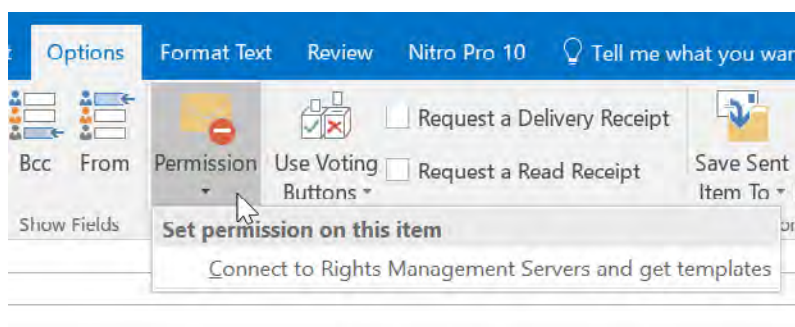 Options Format Text Review Nitro Pro 10 Tell me what you wan
Bcc From Permission Use Voting Buttons Request a Delivery Receipt
Request a Read Receipt Save Sent Item To
Show Fields
Set permission on this item
Connect to Rights Management Servers and get templates